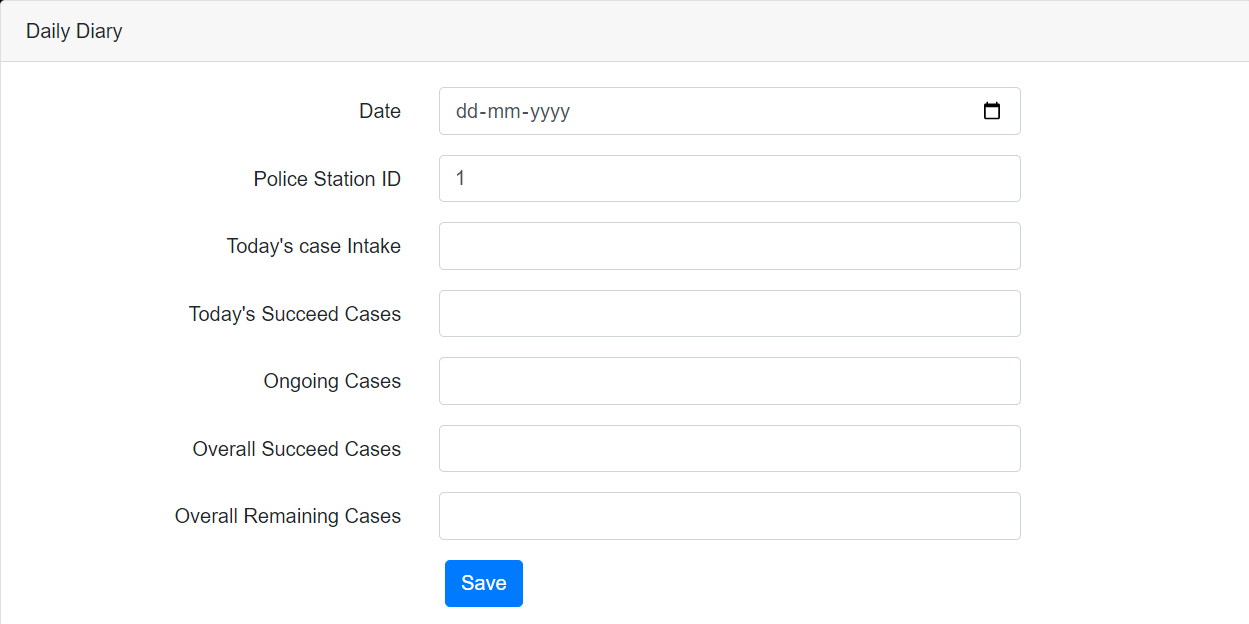 Daily Diary
Date dd-mm-yyyy
Police Station ID 1
Today's case Intake
Today's Succeed Cases
Ongoing Cases
Overall Succeed Cases
Overall Remaining Cases
Save